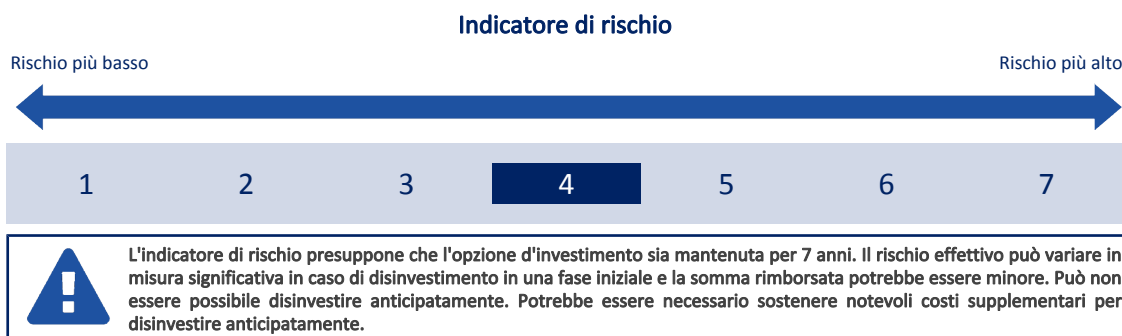 Indicatore di rischio
Rischio più basso
Rischio più alto
1 2 3 4 5 6 7
L'indicatore di rischio presuppone che l'opzione d'investimento sia mantenuta per 7 anni. Il rischio effettivo può variare in
misura significativa in caso di disinvestimento in una fase iniziale e la somma rimborsata potrebbe essere minore. Può non
essere possibile disinvestire anticipatamente. Potrebbe essere necessario sostenere notevoli costi supplementari per
disinvestire anticipatamente.